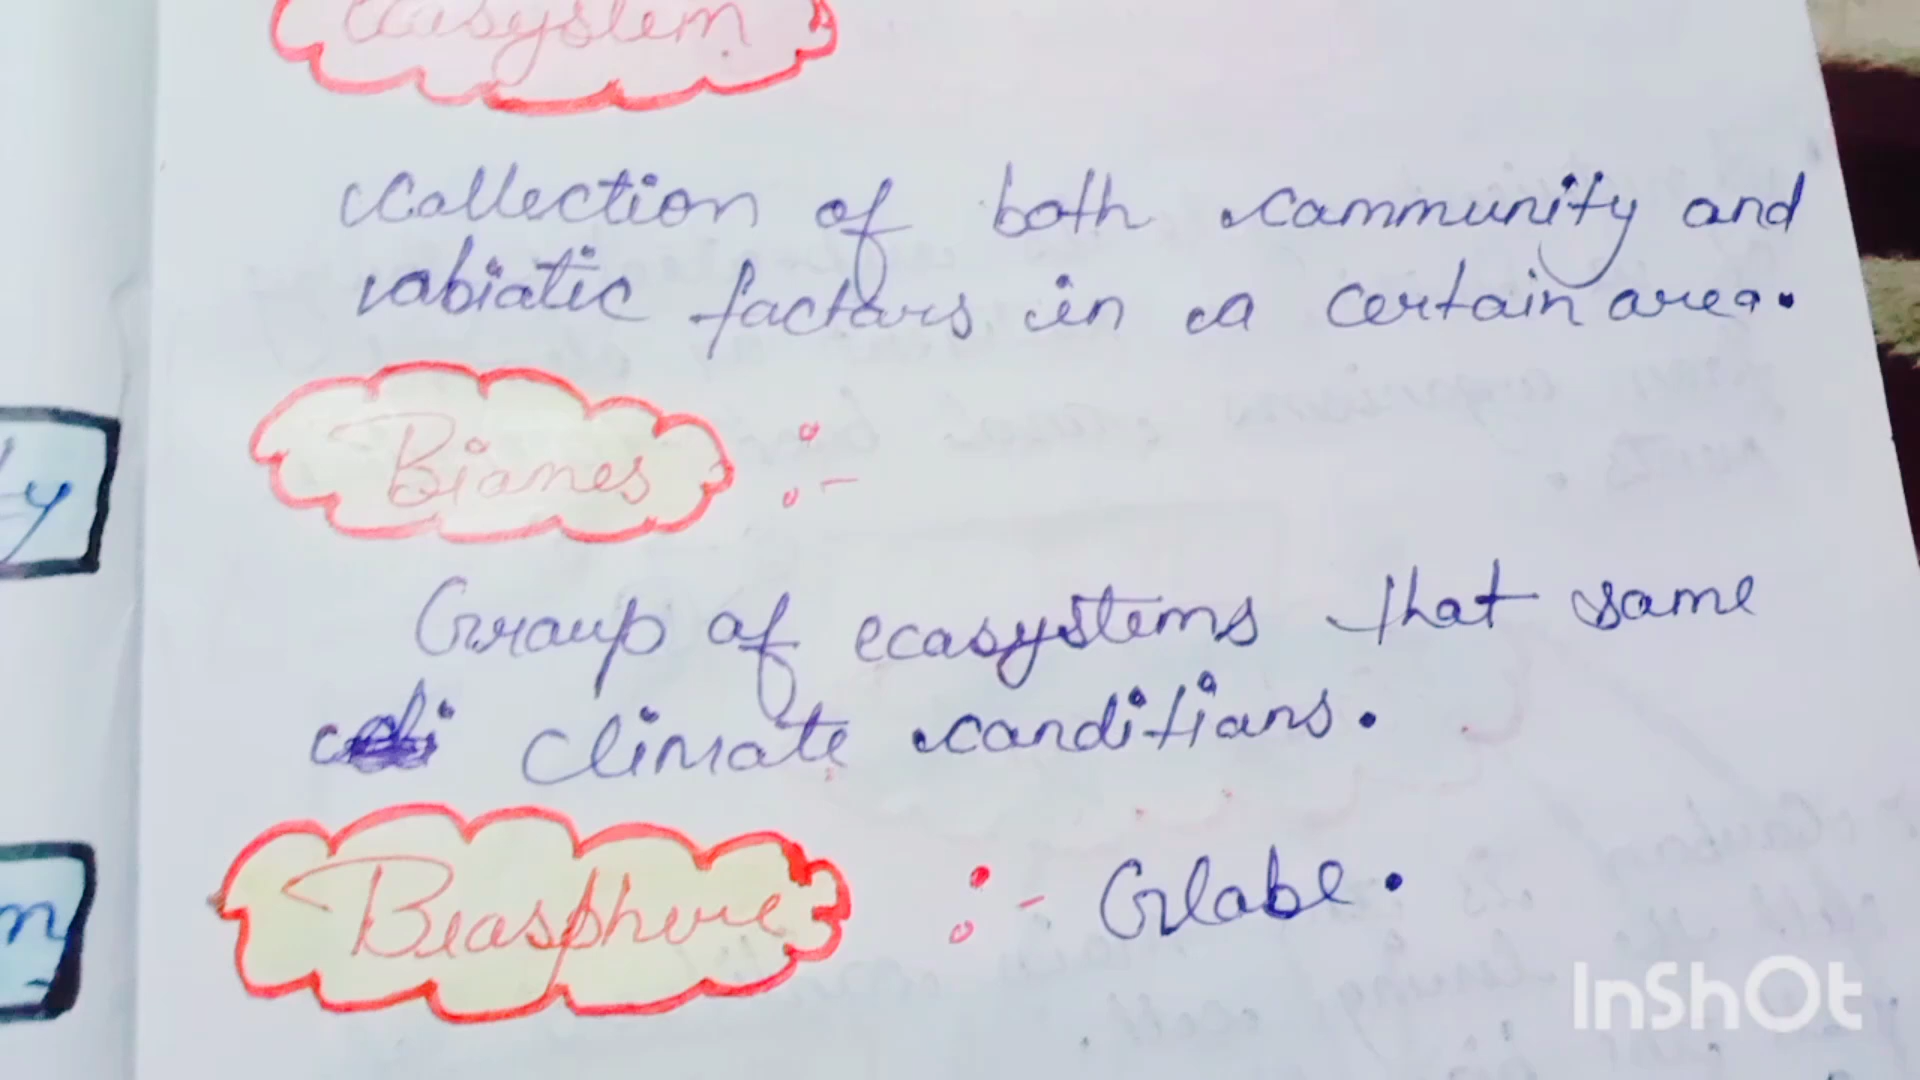 Ecosystem
Collection of both community and
abiotic factors in a certain area.
Biomes :-
Group of ecosystems that same
climate conditions.
Biosphere :- Globe.
y
n
InShOt